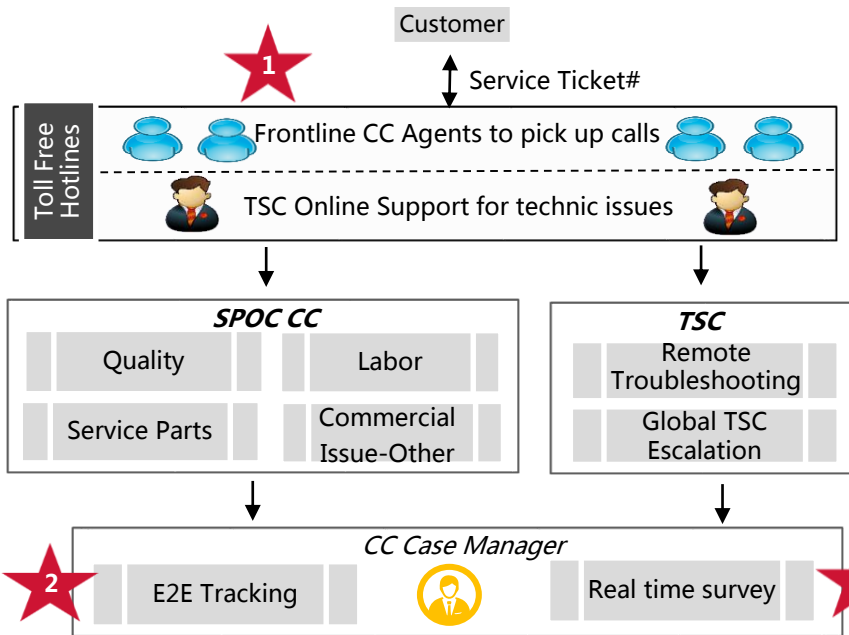 Customer
1
Service Ticket#
Toll Free
Hotlines
Frontline CC Agents to pick up calls
TSC Online Support for technic issues
SPOC CC
Quality
Labor
Service Parts
Commercial
Issue-Other
TSC
Remote
Troubleshooting
Global TSC
Escalation
CC Case Manager
2
E2E Tracking
Real time survey